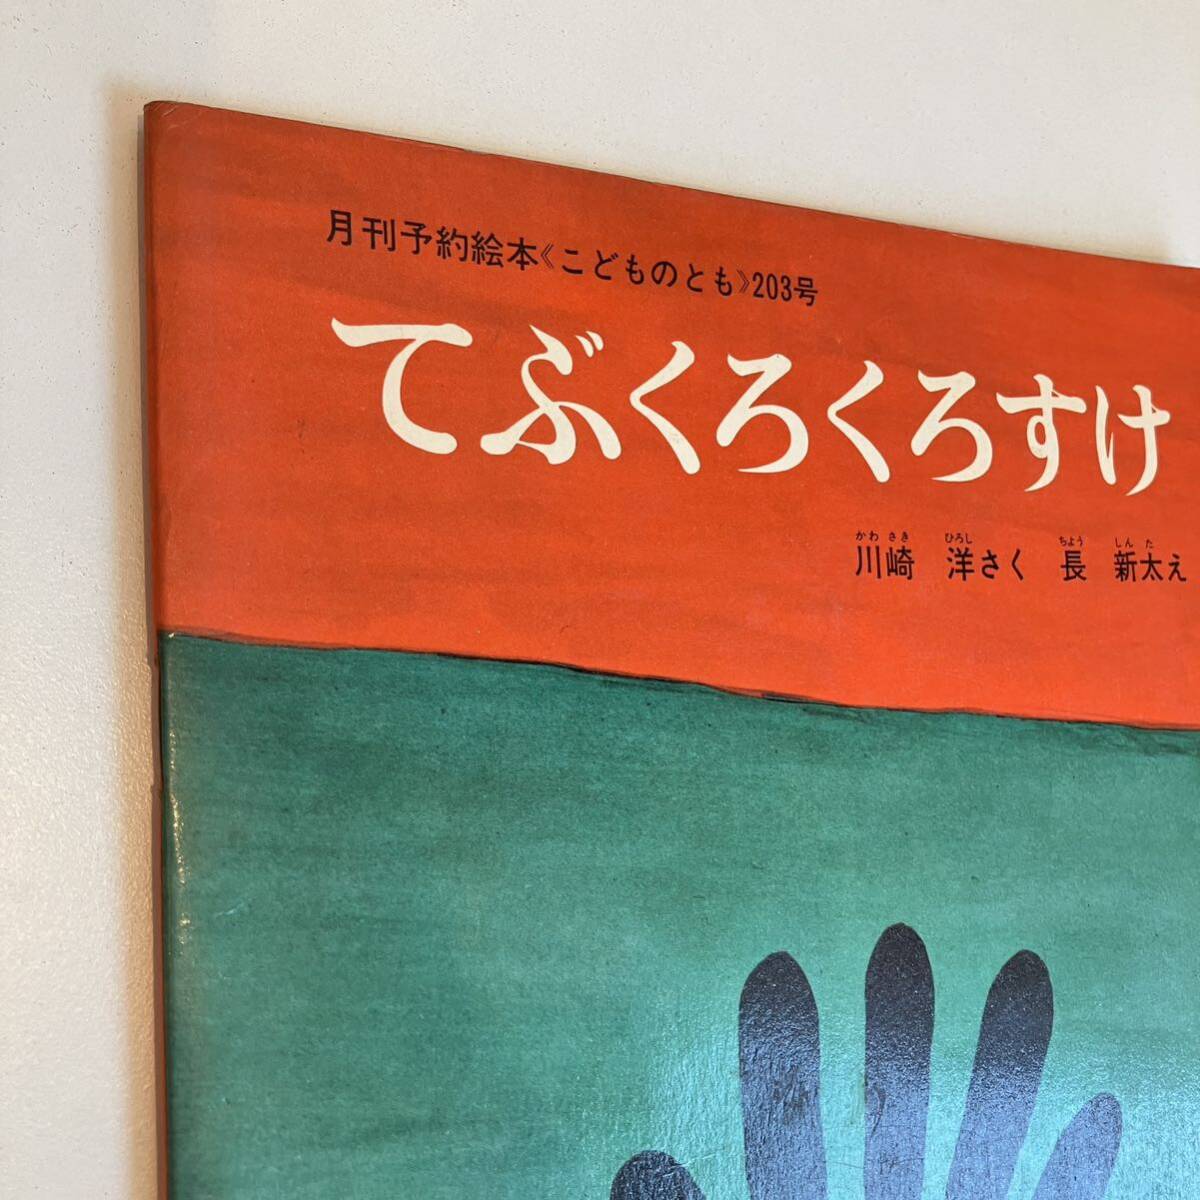 月刊予約絵本《こどものとも》203号
てぶくろくろすけ
かわ さき ひろし ちよう しん た
川崎 洋さく 長 新太え